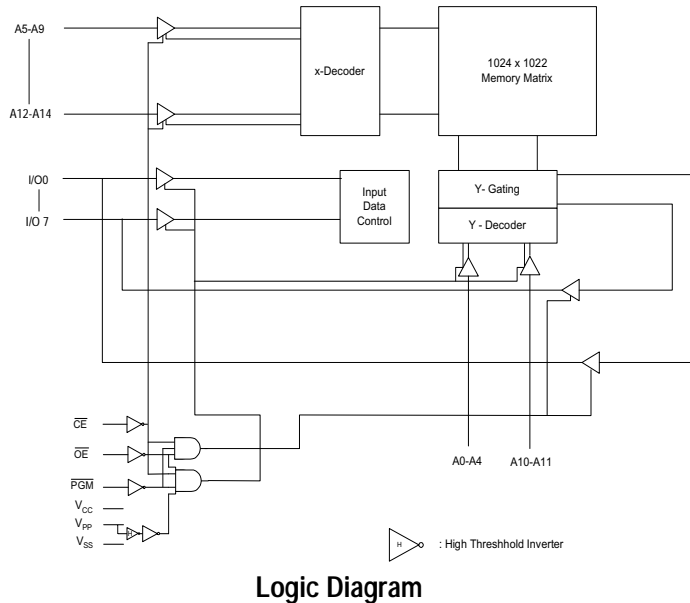 A5-A9
A12-A14
x-Decoder
1024 x 1022
Memory Matrix
I/O0
I/O 7
Input
Data
Control
Y- Gating
Y - Decoder
CE
OE
PGM
VCC
VPP
VSS
A0-A4
A10-A11
H
H
: High Threshhold Inverter
Logic Diagram